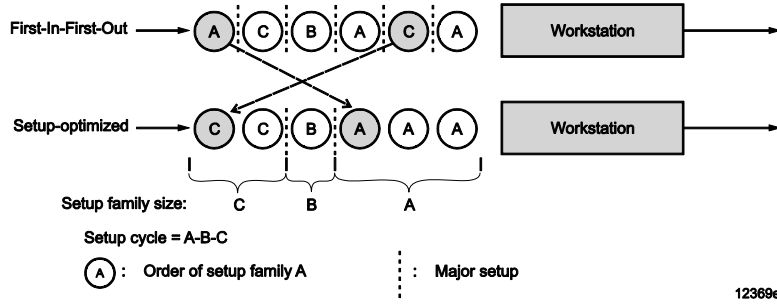 First-In-First-Out A C B A C A Workstation
Setup-optimized C C B A A A Workstation
Setup family size: C B A
Setup cycle = A-B-C
A : Order of setup family A : Major setup
12369e